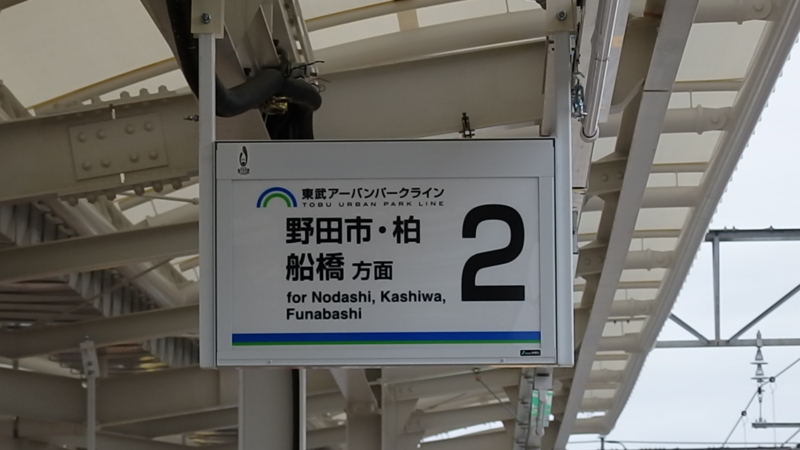 東武アーバンパークライン
TOBU URBAN PARK LINE
野田市・柏
船橋 方面
2
for Nodashi, Kashiwa,
Funabashi